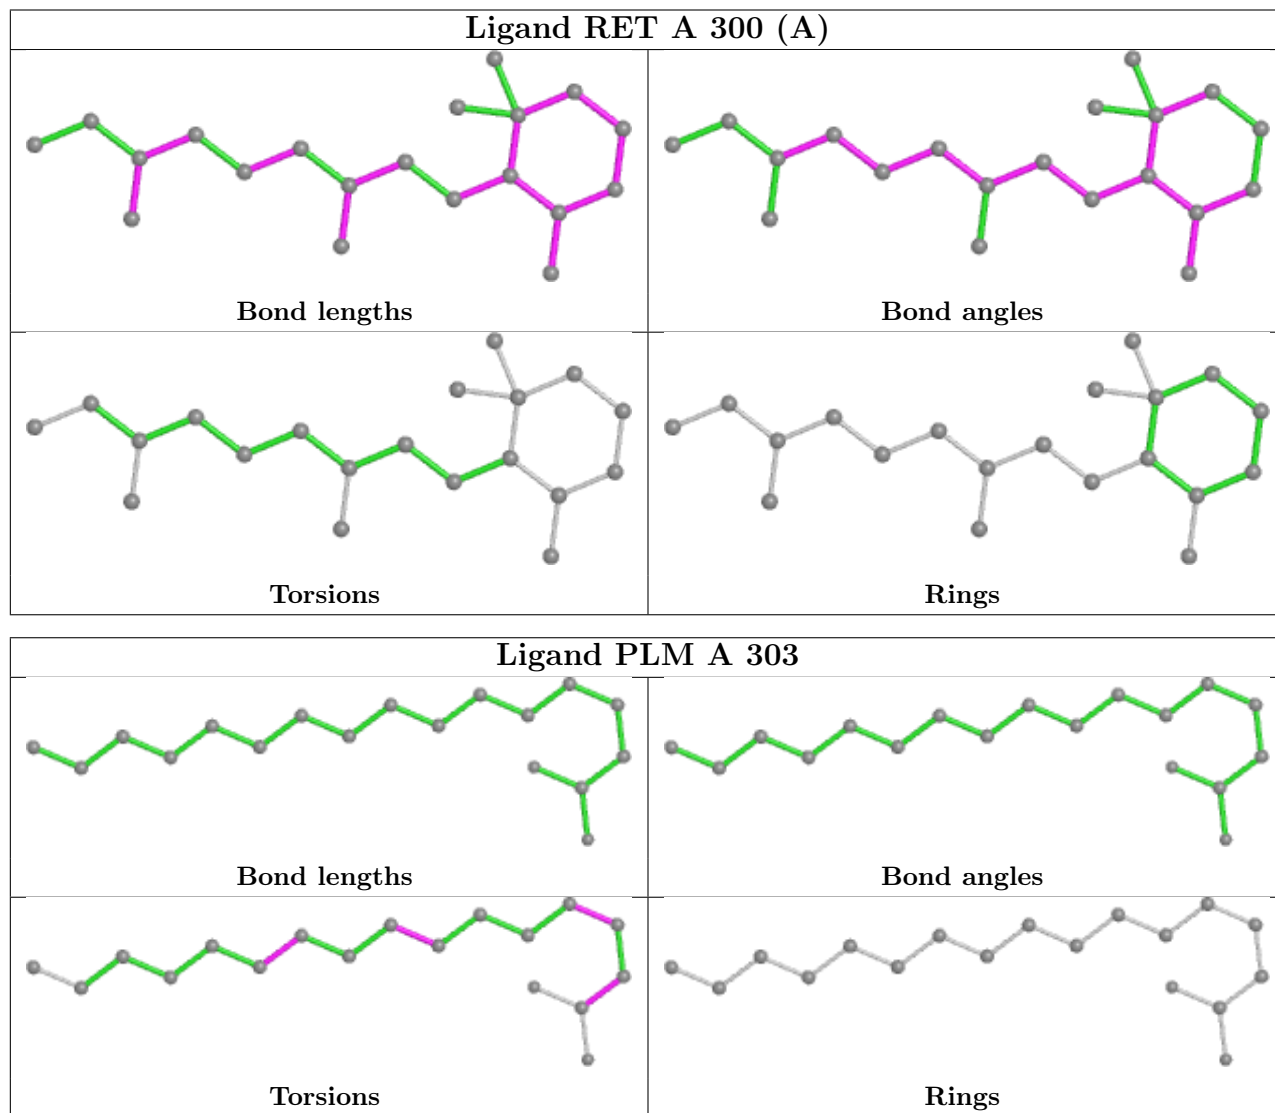 Ligand RET A 300 (A)
Bond lengths
Bond angles
Torsions
Rings
Ligand PLM A 303
Bond lengths
Bond angles
Torsions
Rings